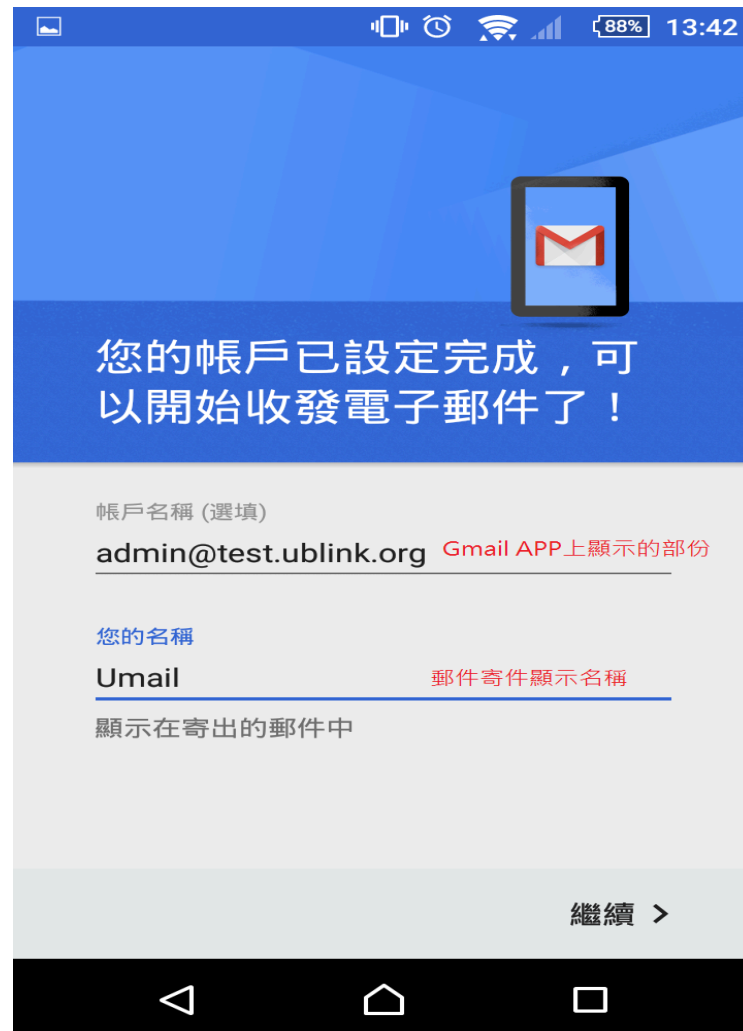 88% 13:42
您的帳戶已設定完成，可
以開始收發電子郵件了！
帳戶名稱 (選填)
admin@test.ublink.org Gmail APP上顯示的部份
您的名稱
Umail 郵件寄件顯示名稱
顯示在寄出的郵件中
繼續 >